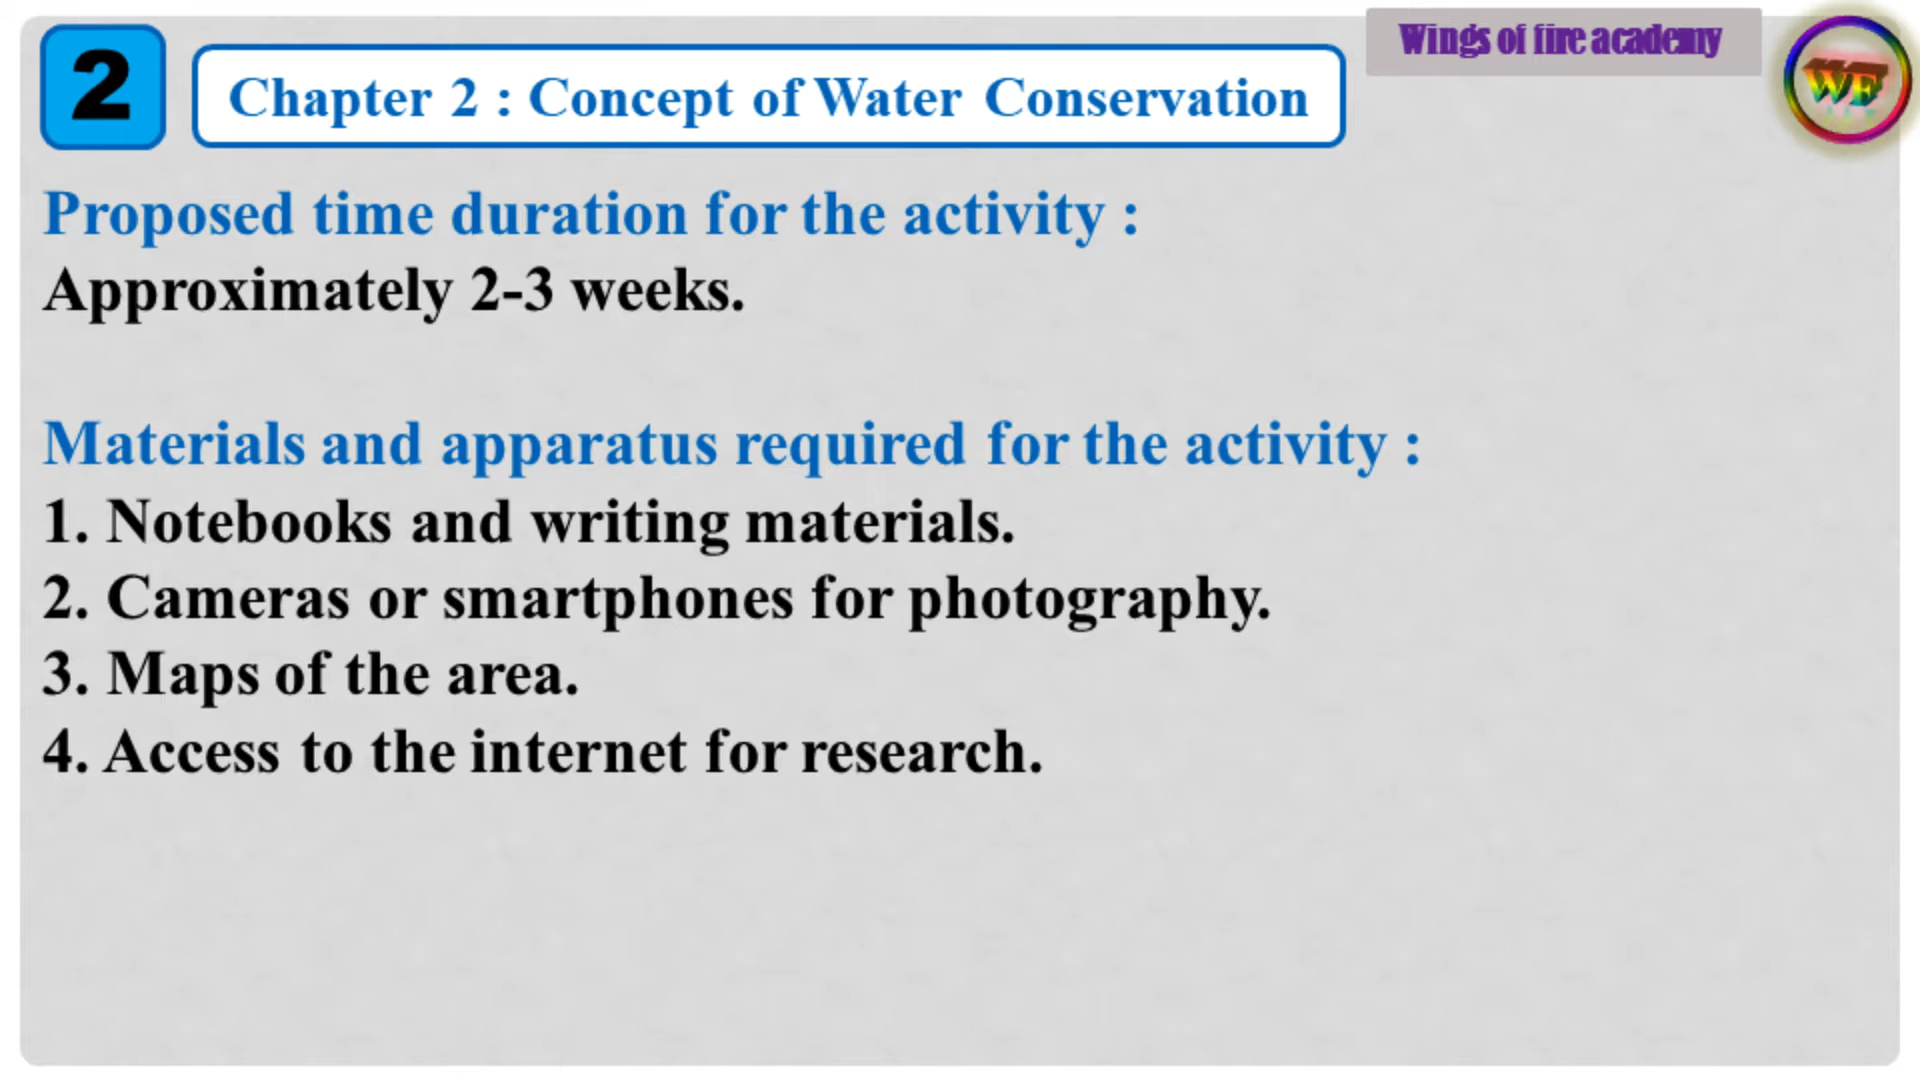 2
Chapter 2 : Concept of Water Conservation
Wings of fire academy
WF
Proposed time duration for the activity :
Approximately 2-3 weeks.
Materials and apparatus required for the activity :
1. Notebooks and writing materials.
2. Cameras or smartphones for photography.
3. Maps of the area.
4. Access to the internet for research.